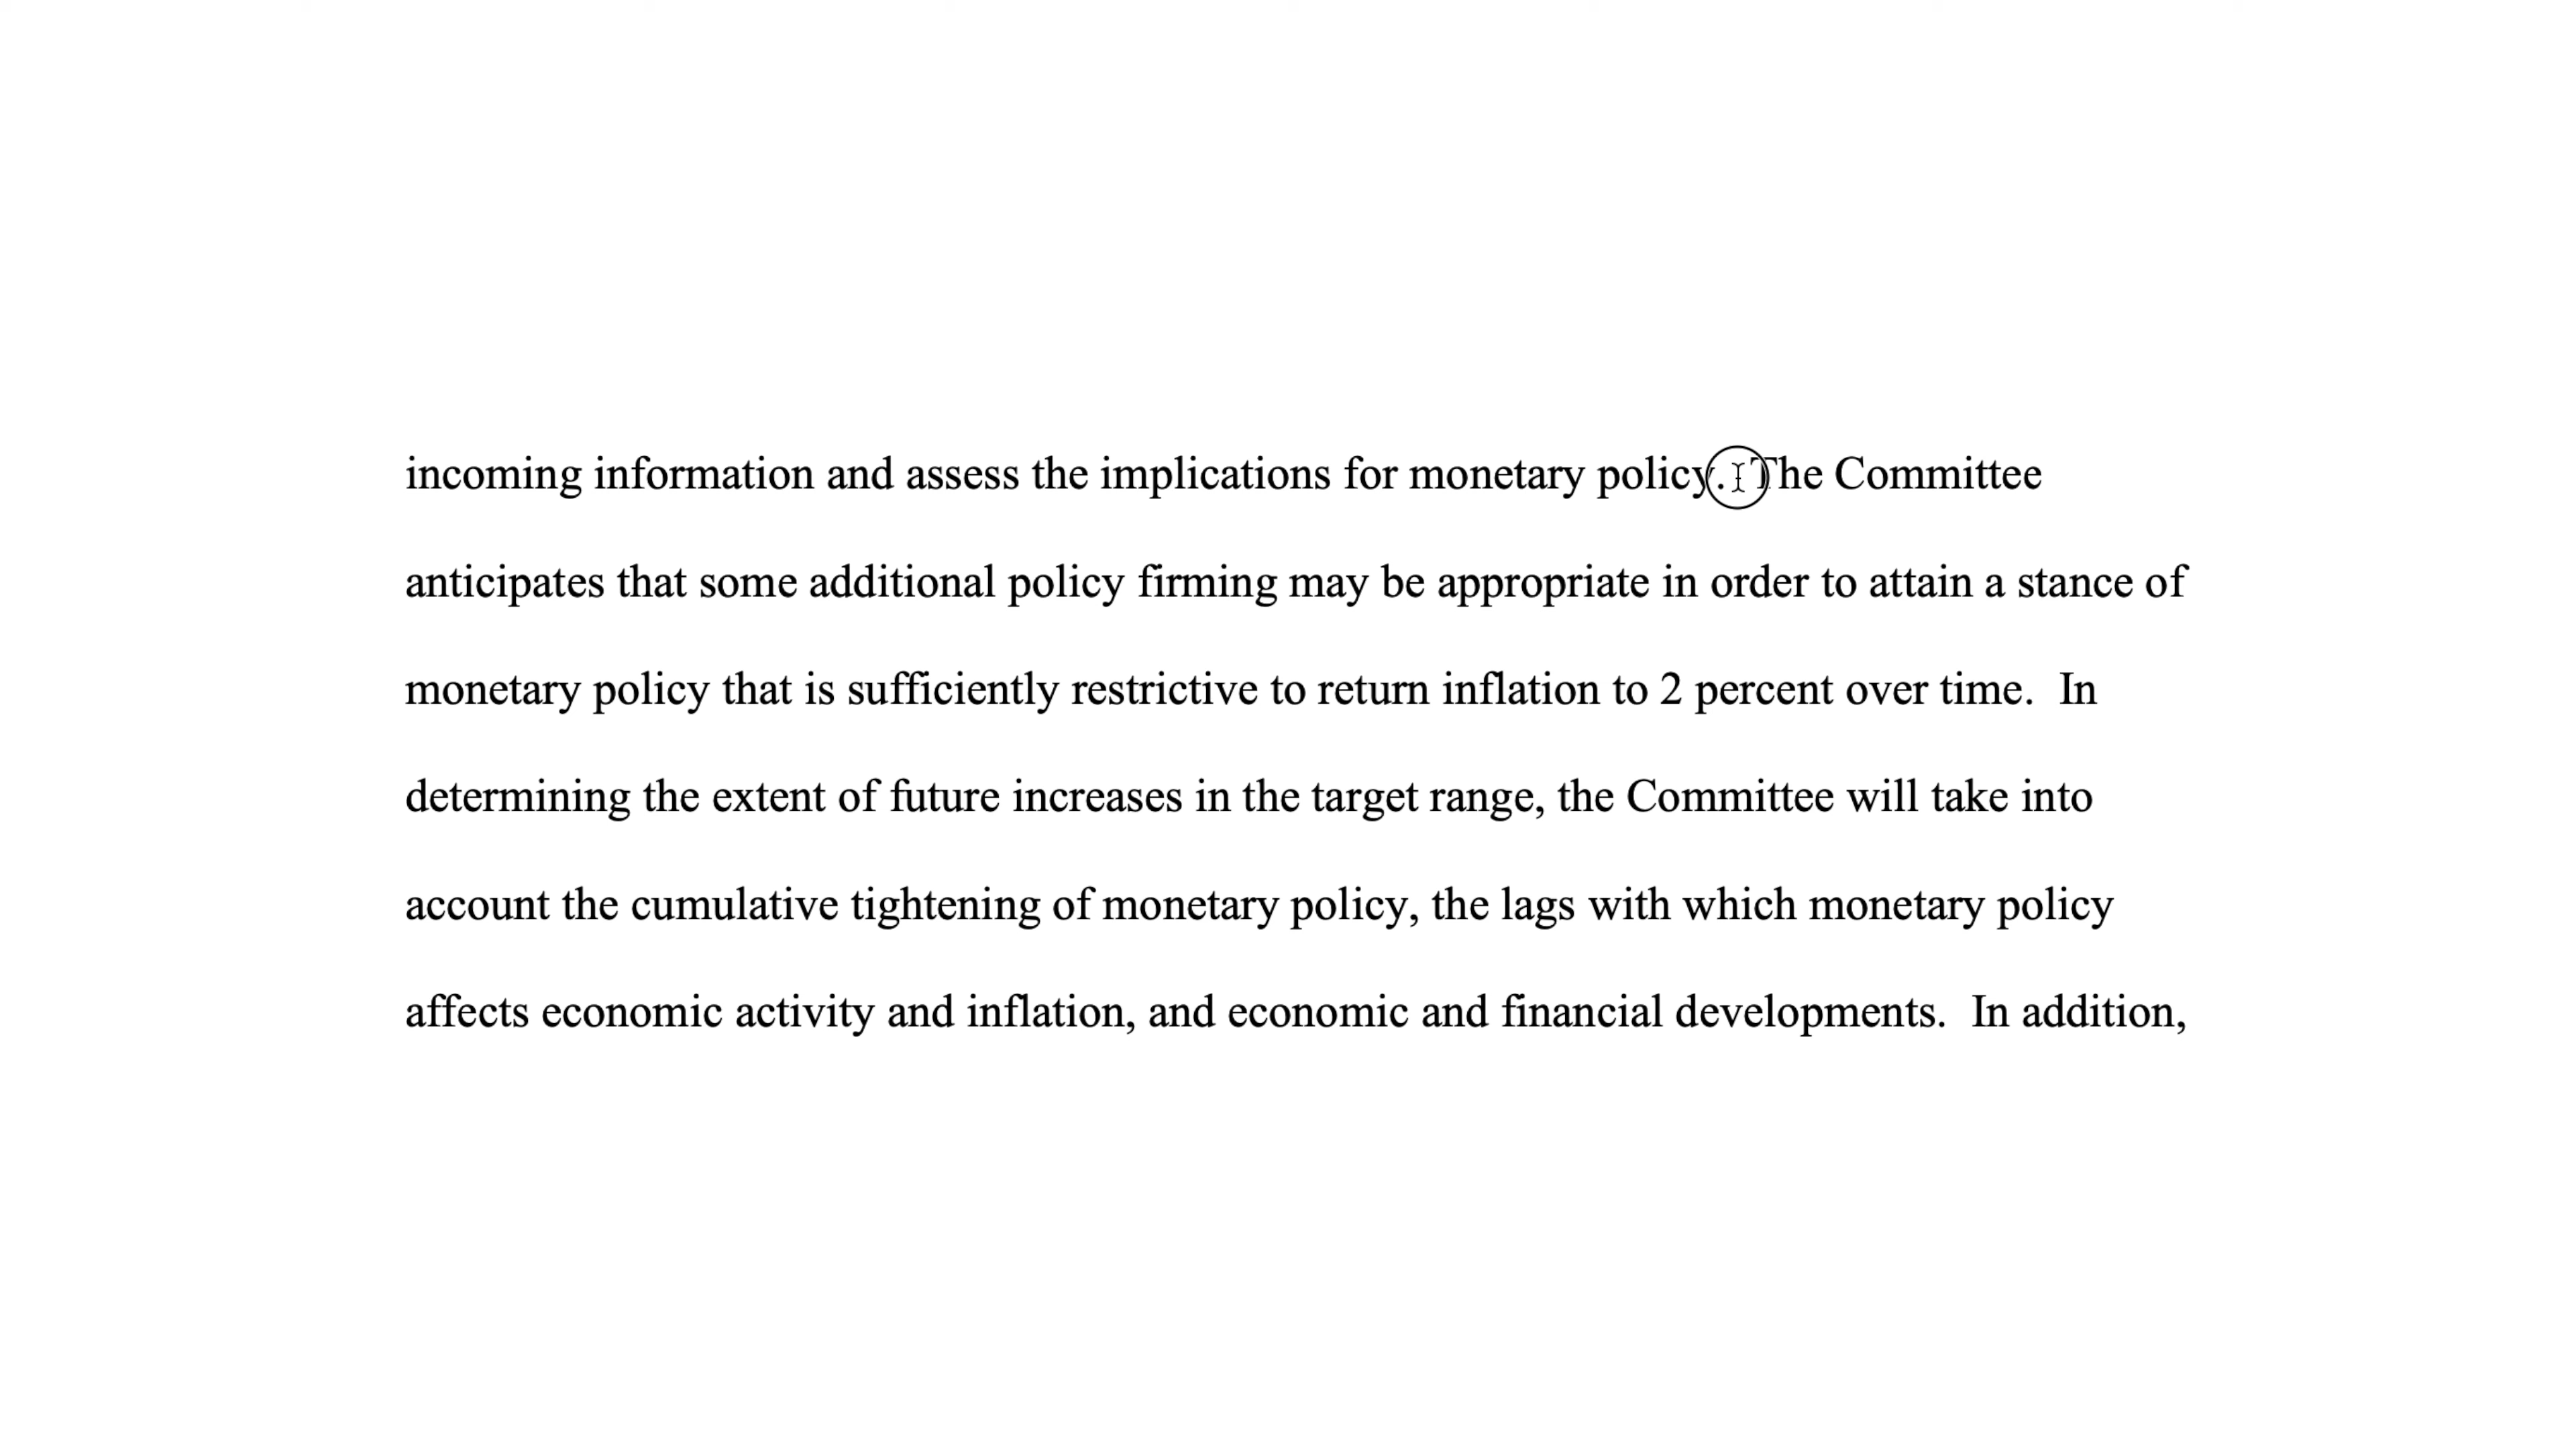 incoming information and assess the implications for monetary policy.  The Committee
anticipates that some additional policy firming may be appropriate in order to attain a stance of
monetary policy that is sufficiently restrictive to return inflation to 2 percent over time.  In
determining the extent of future increases in the target range, the Committee will take into
account the cumulative tightening of monetary policy, the lags with which monetary policy
affects economic activity and inflation, and economic and financial developments.  In addition,